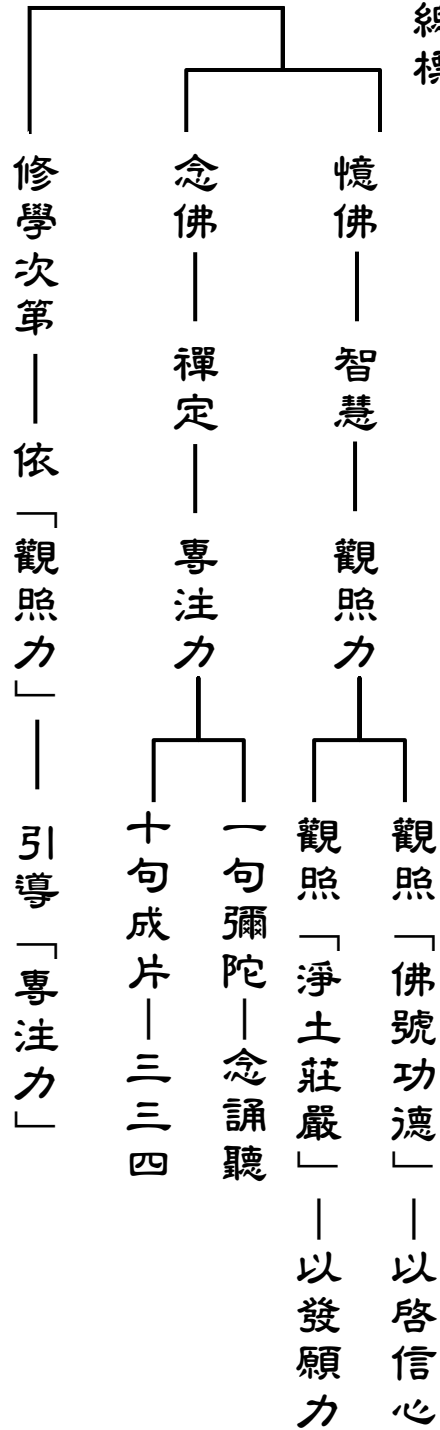 總標
憶佛——智慧——觀照力
觀照「佛號功德」—以啓信心
觀照「淨土莊嚴」—以發願力
念佛——禪定——專注力
一句彌陀—念誦聽
十句成片—三三四
修學次第——依「觀照力」——引導「專注力」